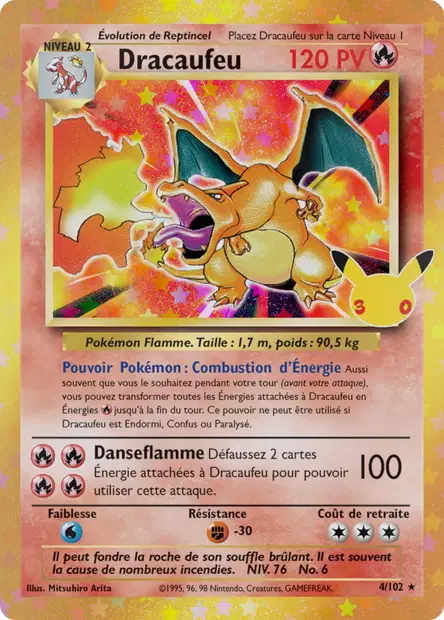 Évolution de Reptincel Placez Dracaufeu sur la carte Niveau 1
NIVEAU 2
Dracaufeu 120 PV
30
Pokémon Flamme. Taille : 1,7 m, poids : 90,5 kg
Pouvoir Pokémon : Combustion d'Énergie Aussi
souvent que vous le souhaitez pendant votre tour (avant votre attaque),
vous pouvez transformer toutes les Énergies attachées à Dracaufeu en
Énergies jusqu'à la fin du tour. Ce pouvoir ne peut être utilisé si
Dracaufeu est Endormi, Confus ou Paralysé.
Danseflamme Défaussez 2 cartes
Énergie attachées à Dracaufeu pour pouvoir
utiliser cette attaque.
100
Faiblesse Résistance Coût de retraite
-30
Il peut fondre la roche de son souffle brûlant. Il est souvent
la cause de nombreux incendies. NIV. 76 No. 6
Illus. Mitsuhiro Arita ©1995, 96, 98 Nintendo, Creatures, GAMEFREAK. 4/102 ★